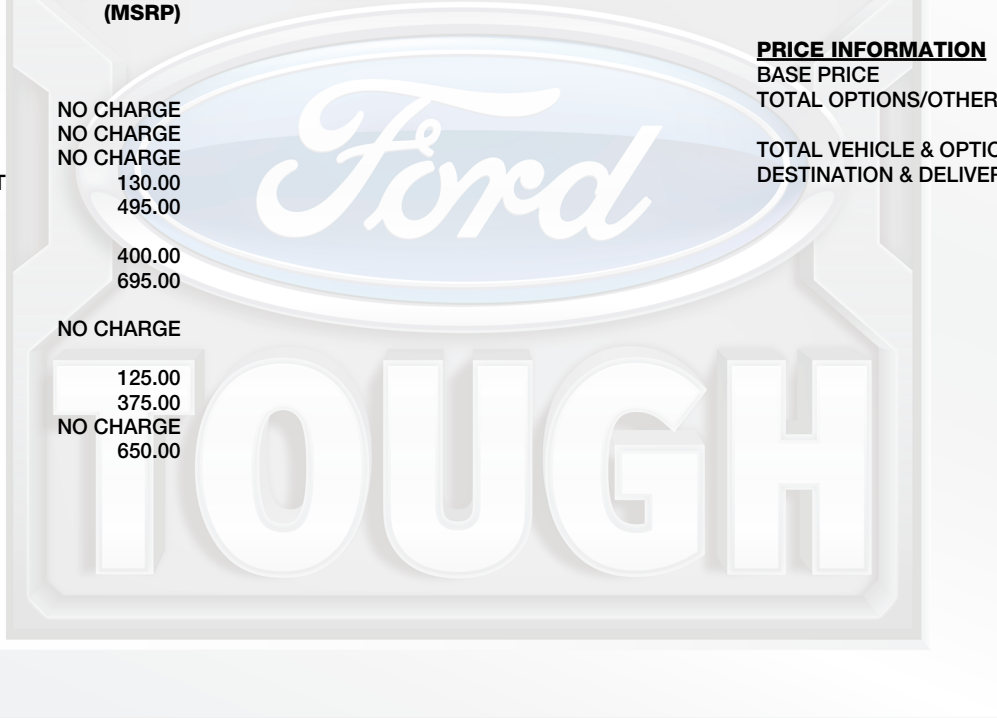 (MSRP)
NO CHARGE
NO CHARGE
NO CHARGE
T 130.00
495.00
400.00
695.00
NO CHARGE
125.00
375.00
NO CHARGE
650.00
PRICE INFORMATION
BASE PRICE
TOTAL OPTIONS/OTHER
TOTAL VEHICLE & OPTIO
DESTINATION & DELIVER
Ford
TOUGH